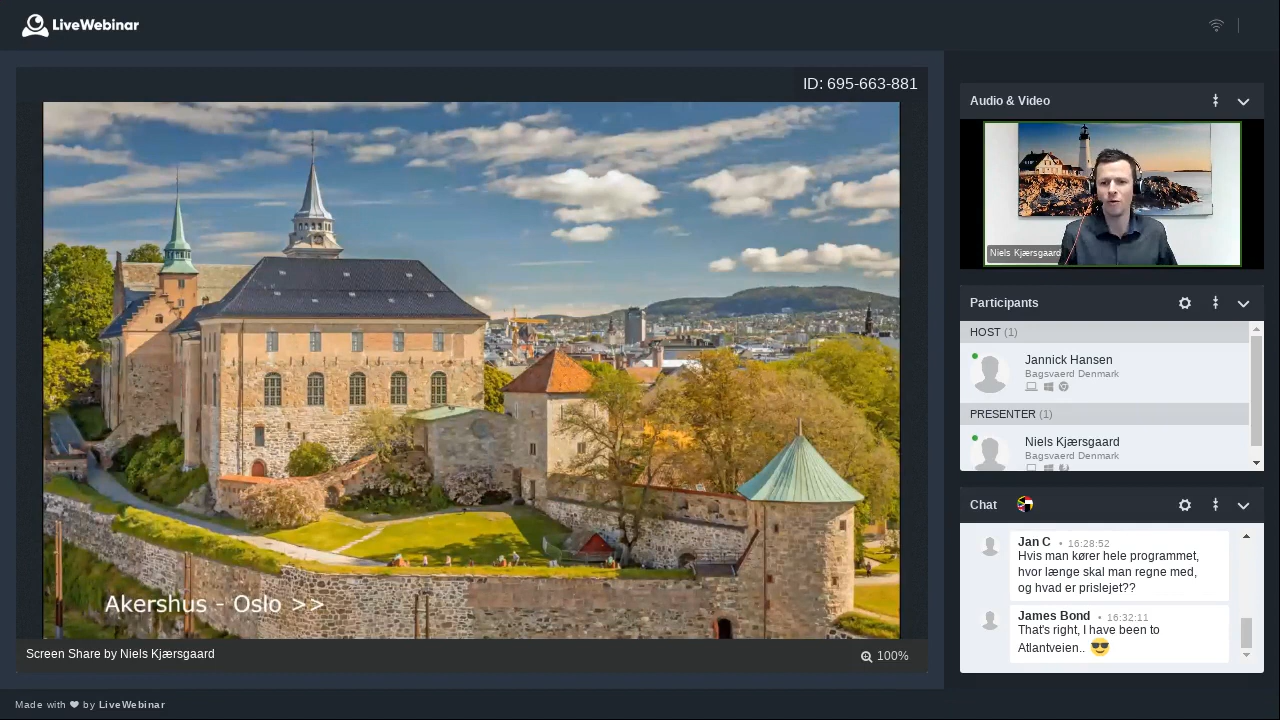 LiveWebinar
ID: 695-663-881
Akershus - Oslo >>
Screen Share by Niels Kjærsgaard
100%
Made with ❤ by LiveWebinar
Audio & Video
Niels Kjærsgaard
Participants
HOST (1)
Jannick Hansen
Bagsvaerd Denmark
PRESENTER (1)
Niels Kjærsgaard
Bagsvaerd Denmark
Chat
Jan C • 16:28:52
Hvis man kører hele programmet,
hvor længe skal man regne med,
og hvad er prislejet??
James Bond • 16:32:11
That's right, I have been to
Atlantveien.. 😎